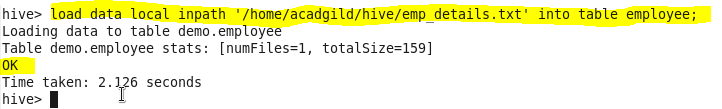 hive> load data local inpath '/home/acadgild/hive/emp_details.txt' into table employee;
Loading data to table demo.employee
Table demo.employee stats: [numFiles=1, totalSize=159]
OK
Time taken: 2.126 seconds
hive>